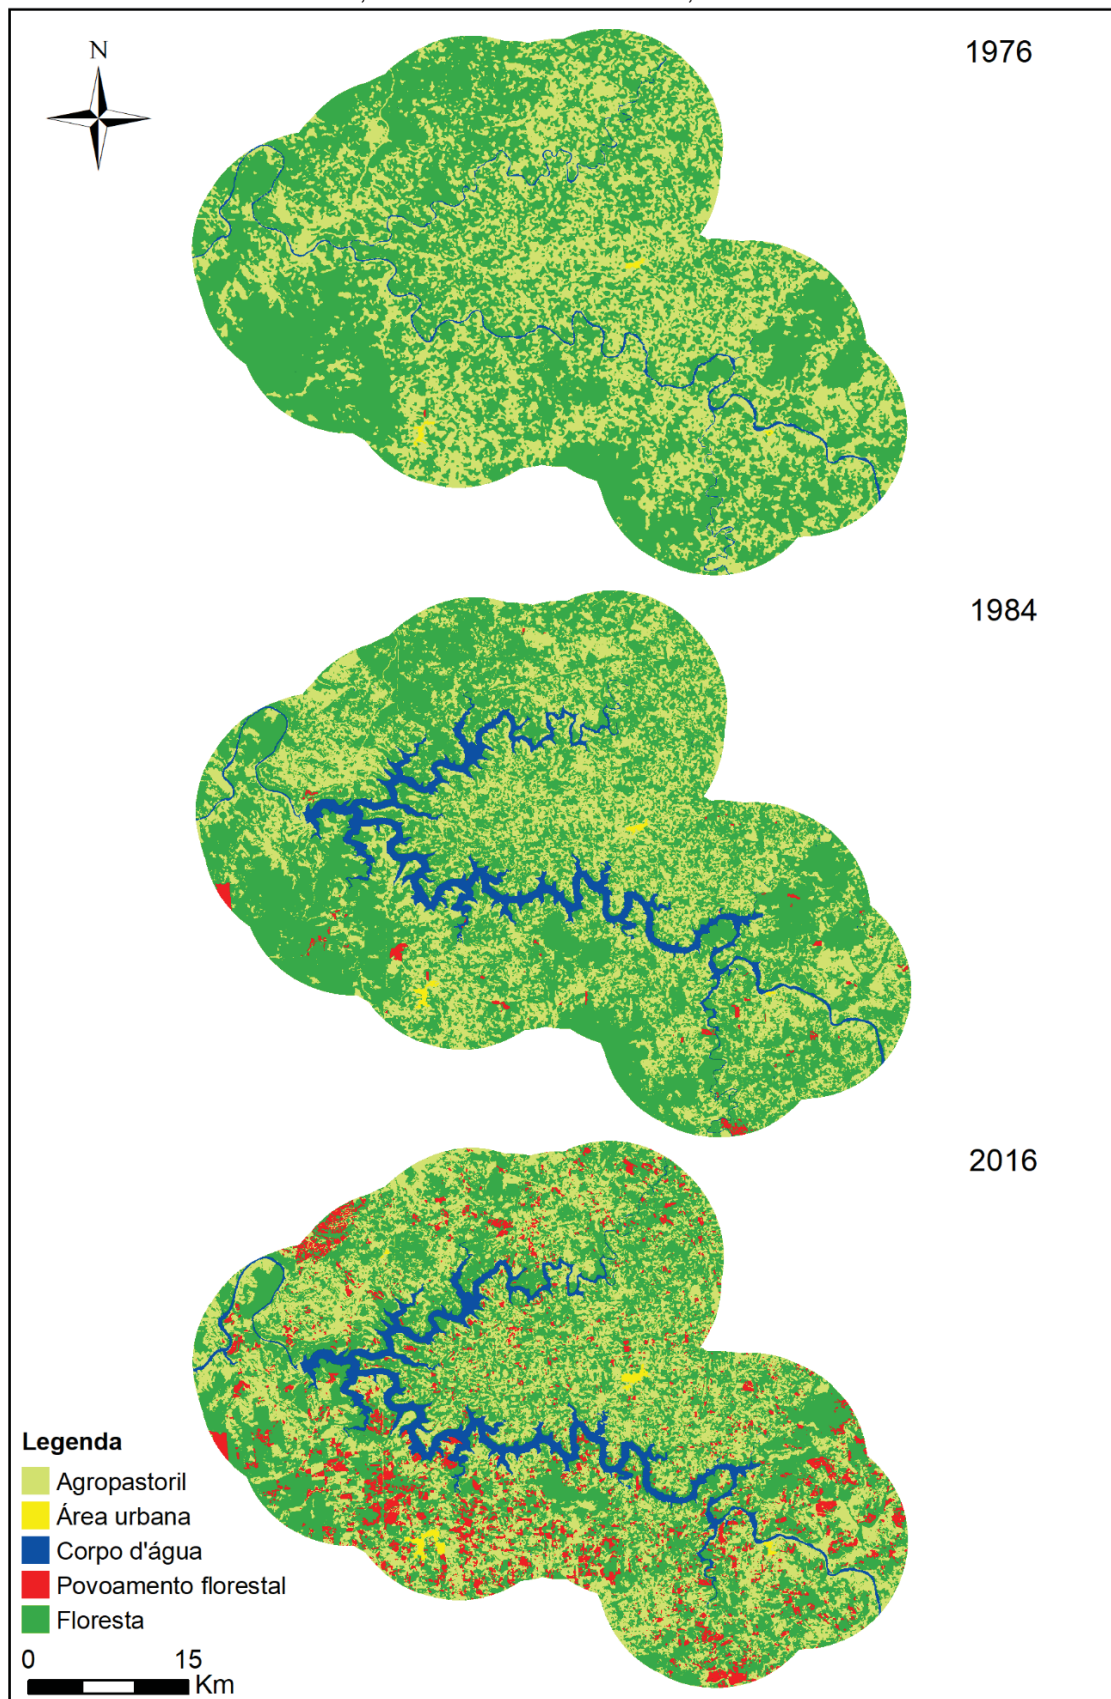 N
1976
1984
2016
Legenda
Agropastoril
Área urbana
Corpo d'água
Povoamento florestal
Floresta
0 15
Km